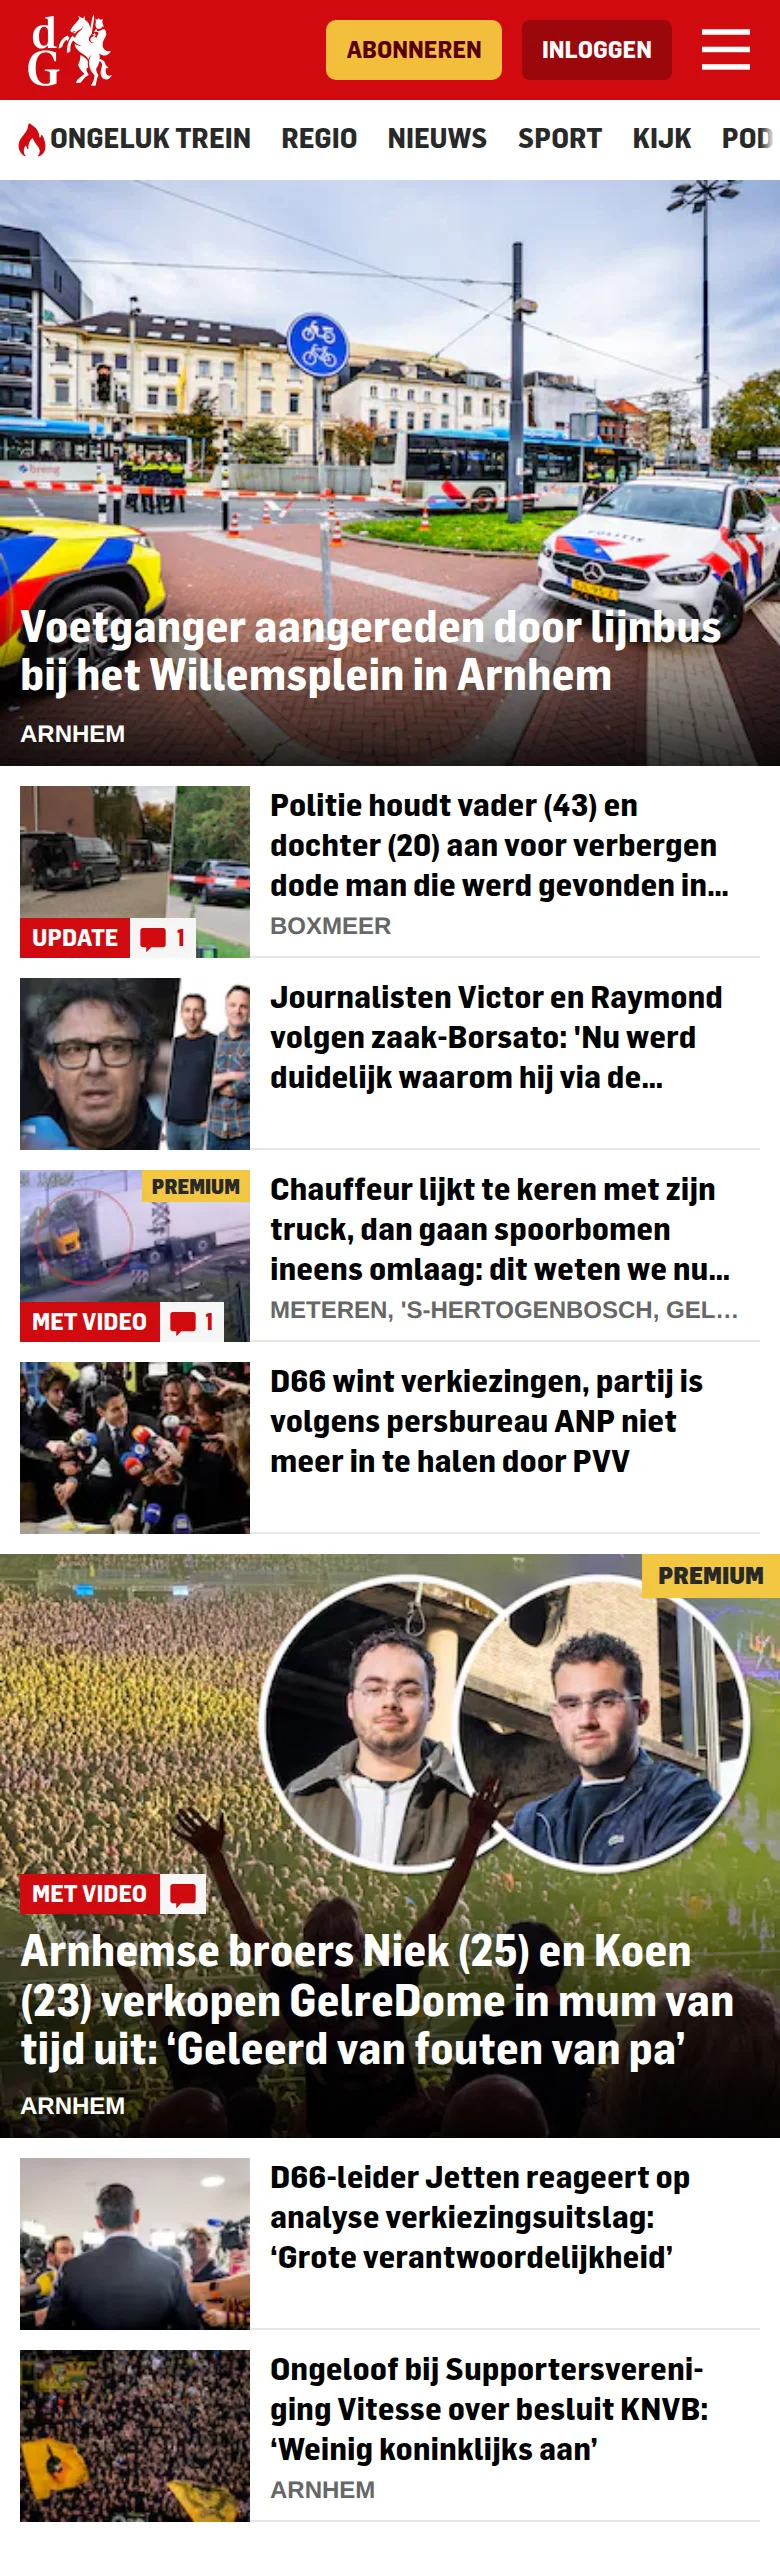 d
G
ABONNEREN
INLOGGEN
ONGELUK TREIN
REGIO
NIEUWS
SPORT
KIJK
POD
breng
POLITIE
Voetganger aangereden door lijnbus
bij het Willemsplein in Arnhem
ARNHEM
Politie houdt vader (43) en
dochter (20) aan voor verbergen
dode man die werd gevonden in...
BOXMEER
UPDATE
1
Journalisten Victor en Raymond
volgen zaak-Borsato: 'Nu werd
duidelijk waarom hij via de...
PREMIUM
MET VIDEO
1
Chauffeur lijkt te keren met zijn
truck, dan gaan spoorbomen
ineens omlaag: dit weten we nu...
METEREN, 'S-HERTOGENBOSCH, GEL...
D66 wint verkiezingen, partij is
volgens persbureau ANP niet
meer in te halen door PVV
PREMIUM
MET VIDEO
Arnhemse broers Niek (25) en Koen
(23) verkopen GelreDome in mum van
tijd uit: ‘Geleerd van fouten van pa’
ARNHEM
D66-leider Jetten reageert op
analyse verkiezingsuitslag:
‘Grote verantwoordelijkheid’
Ongeloof bij Supportersvereni-
ging Vitesse over besluit KNVB:
‘Weinig koninklijks aan’
ARNHEM